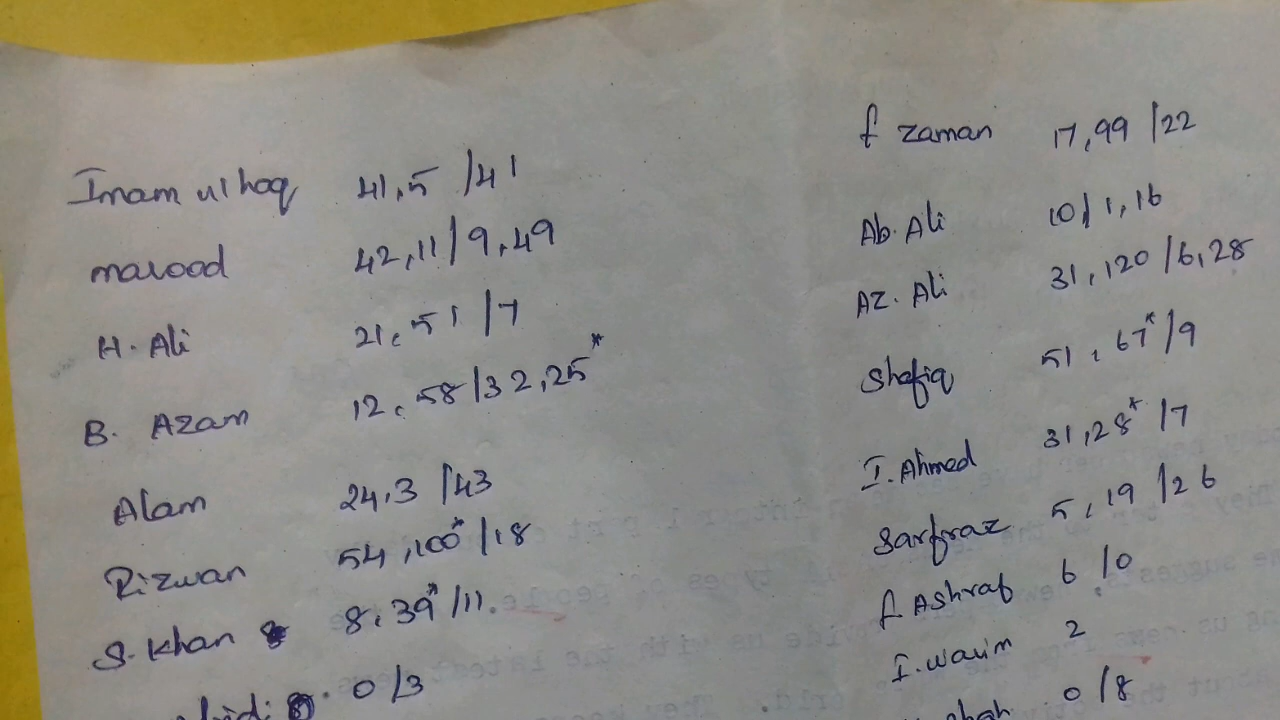 Imam ul haq 41,5 /41
masood 42,11/9,49
H. Ali 21,51 /7
B. Azam 12,58/32,25*
Alam 24,3 /43
Rizwan 54,100* /18
S. Khan 8,39*/11.
0/3
f zaman 17,99 /22
Ab. Ali 10/1,16
AZ. Ali 31,120 /6,28
Shafiq 51,67*/9
I. Ahmed 31,28* /7
Sarfraz 5,19 /26
f Ashraf 6 /0
I. wasim 2
0 /8